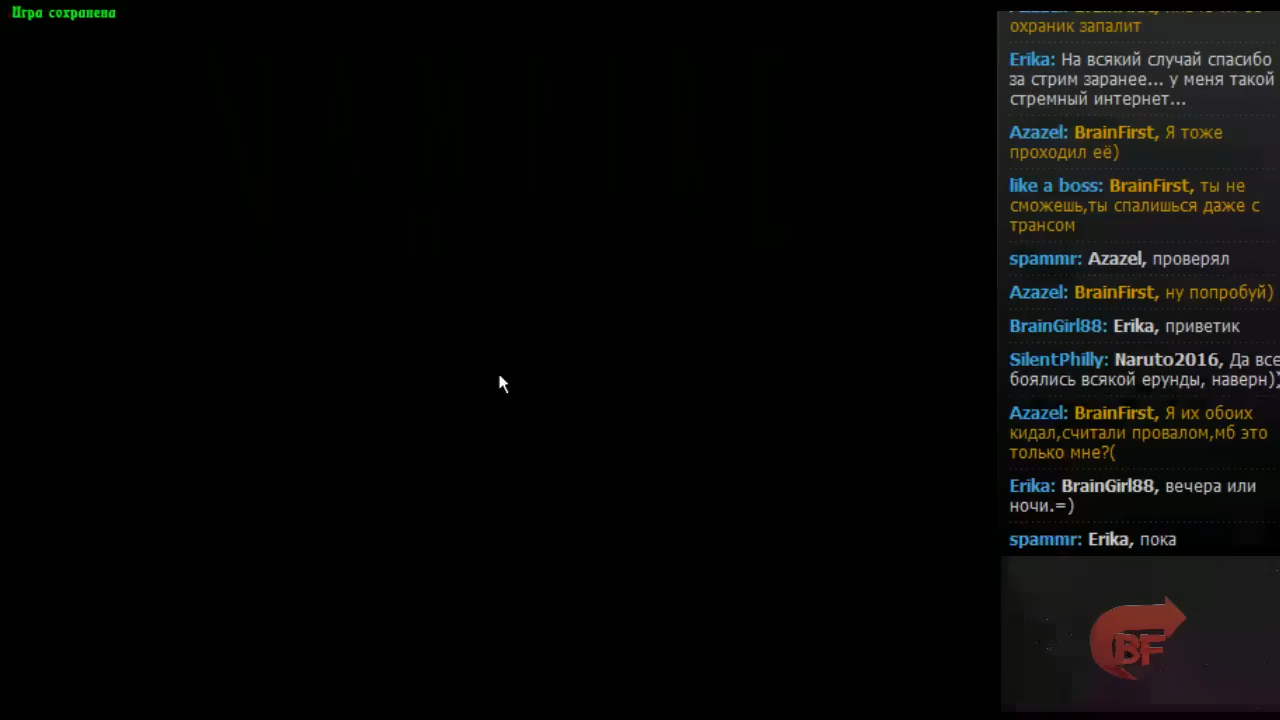 Игра сохранена
охраник запалит
Erika: На всякий случай спасибо
за стрим заранее... у меня такой
стремный интернет...
Azazel: BrainFirst, Я тоже
проходил её)
like a boss: BrainFirst, ты не
сможешь,ты спалишься даже с
трансом
spammr: Azazel, проверял
Azazel: BrainFirst, ну попробуй)
BrainGirl88: Erika, приветик
SilentPhilly: Naruto2016, Да все
боялись всякой ерунды, наверн))
Azazel: BrainFirst, Я их обоих
кидал,считали провалом,мб это
только мне?(
Erika: BrainGirl88, вечера или
ночи.=)
spammr: Erika, пока
BF